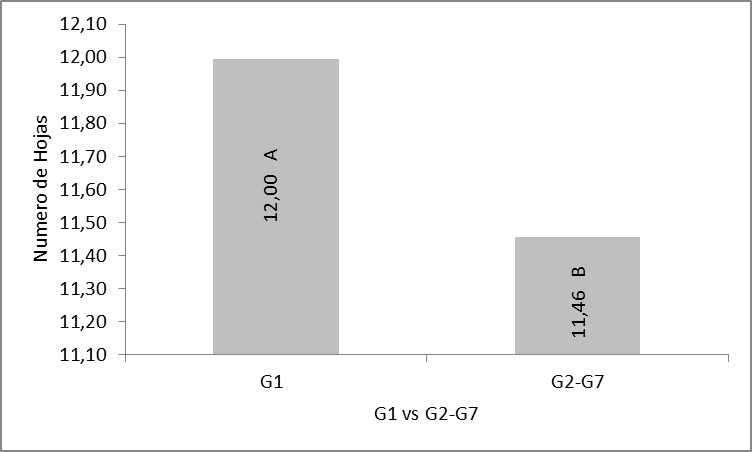 12,10
12,00
11,90
11,80
11,70
11,60
11,50
11,40
11,30
11,20
11,10
Numero de Hojas
12,00 A
11,46 B
G1
G2-G7
G1 vs G2-G7